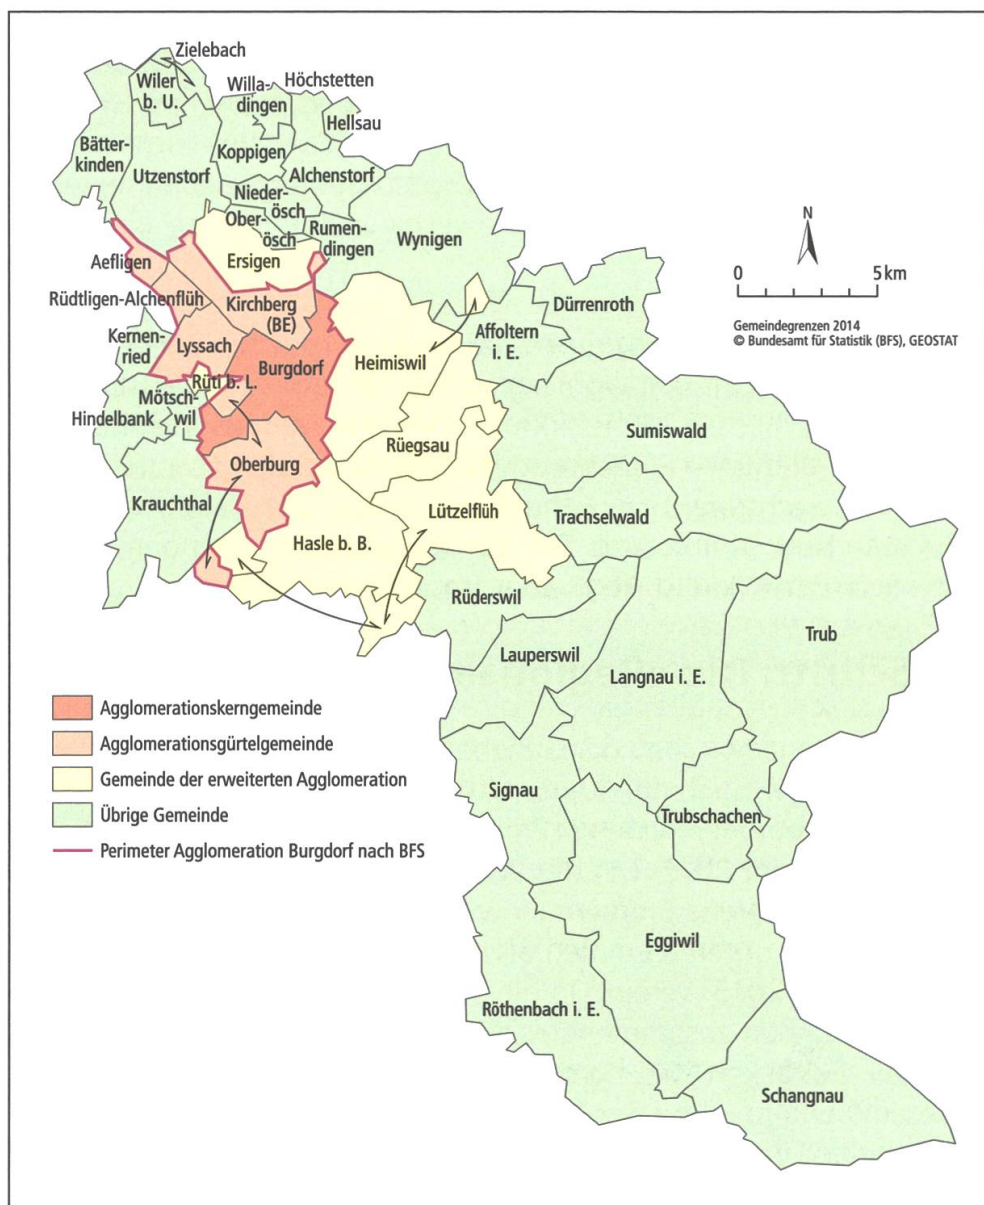 Zielebach
Wiler
b. U.
Willa-
dingen
Höchstetten
Hellsau
Bätter-
kinden
Utzenstorf
Koppigen
Alchenstorf
Nieder-
ösch
Ober-
ösch
Rumen-
dingen
Wynigen
Ersigen
Aefligen
Rüdtligen-Alchenflüh
Kirchberg
(BE)
Kernen-
ried
Lyssach
Burgdorf
Heimiswil
Affoltern
i. E.
Dürrenroth
Rüti b. L.
Mötsch-
wil
Hindelbank
Oberburg
Rüegsau
Sumiswald
Krauchthal
Lützelflüh
Trachselwald
Hasle b. B.
Rüderswil
Lauperswil
Langnau i. E.
Trub
Signau
Trubschachen
Eggiwil
Röthenbach i. E.
Schangnau
N
0 5 km
Gemeindegrenzen 2014
© Bundesamt für Statistik (BFS), GEOSTAT
Agglomerationskerngemeinde
Agglomerationsgürtelgemeinde
Gemeinde der erweiterten Agglomeration
Übrige Gemeinde
Perimeter Agglomeration Burgdorf nach BFS